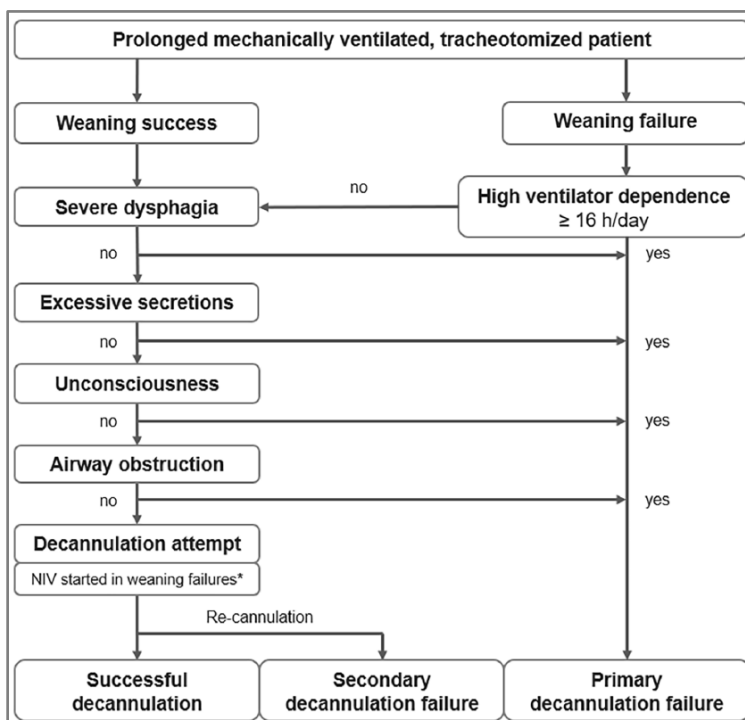 Prolonged mechanically ventilated, tracheotomized patient
Weaning success
Weaning failure
no
High ventilator dependence
≥ 16 h/day
Severe dysphagia
no
yes
Excessive secretions
no
yes
Unconsciousness
no
yes
Airway obstruction
no
yes
Decannulation attempt
NIV started in weaning failures*
Re-cannulation
Successful
decannulation
Secondary
decannulation failure
Primary
decannulation failure